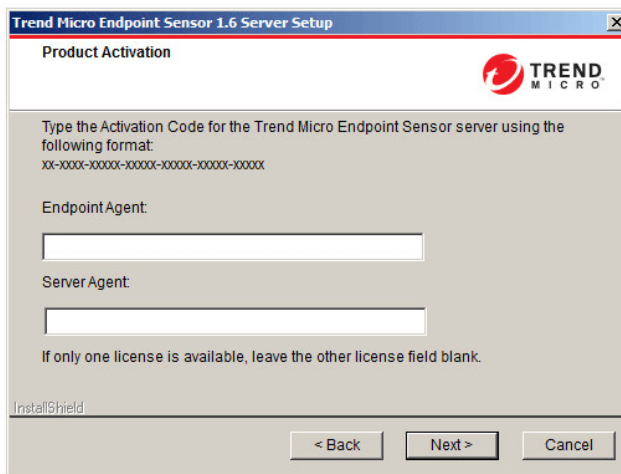 Trend Micro Endpoint Sensor 1.6 Server Setup
Product Activation
TREND
MICRO
Type the Activation Code for the Trend Micro Endpoint Sensor server using the
following format:
xx-xxxx-xxxxx-xxxxx-xxxxx-xxxxx-xxxxx
Endpoint Agent:
Server Agent:
If only one license is available, leave the other license field blank.
InstallShield
< Back
Next >
Cancel